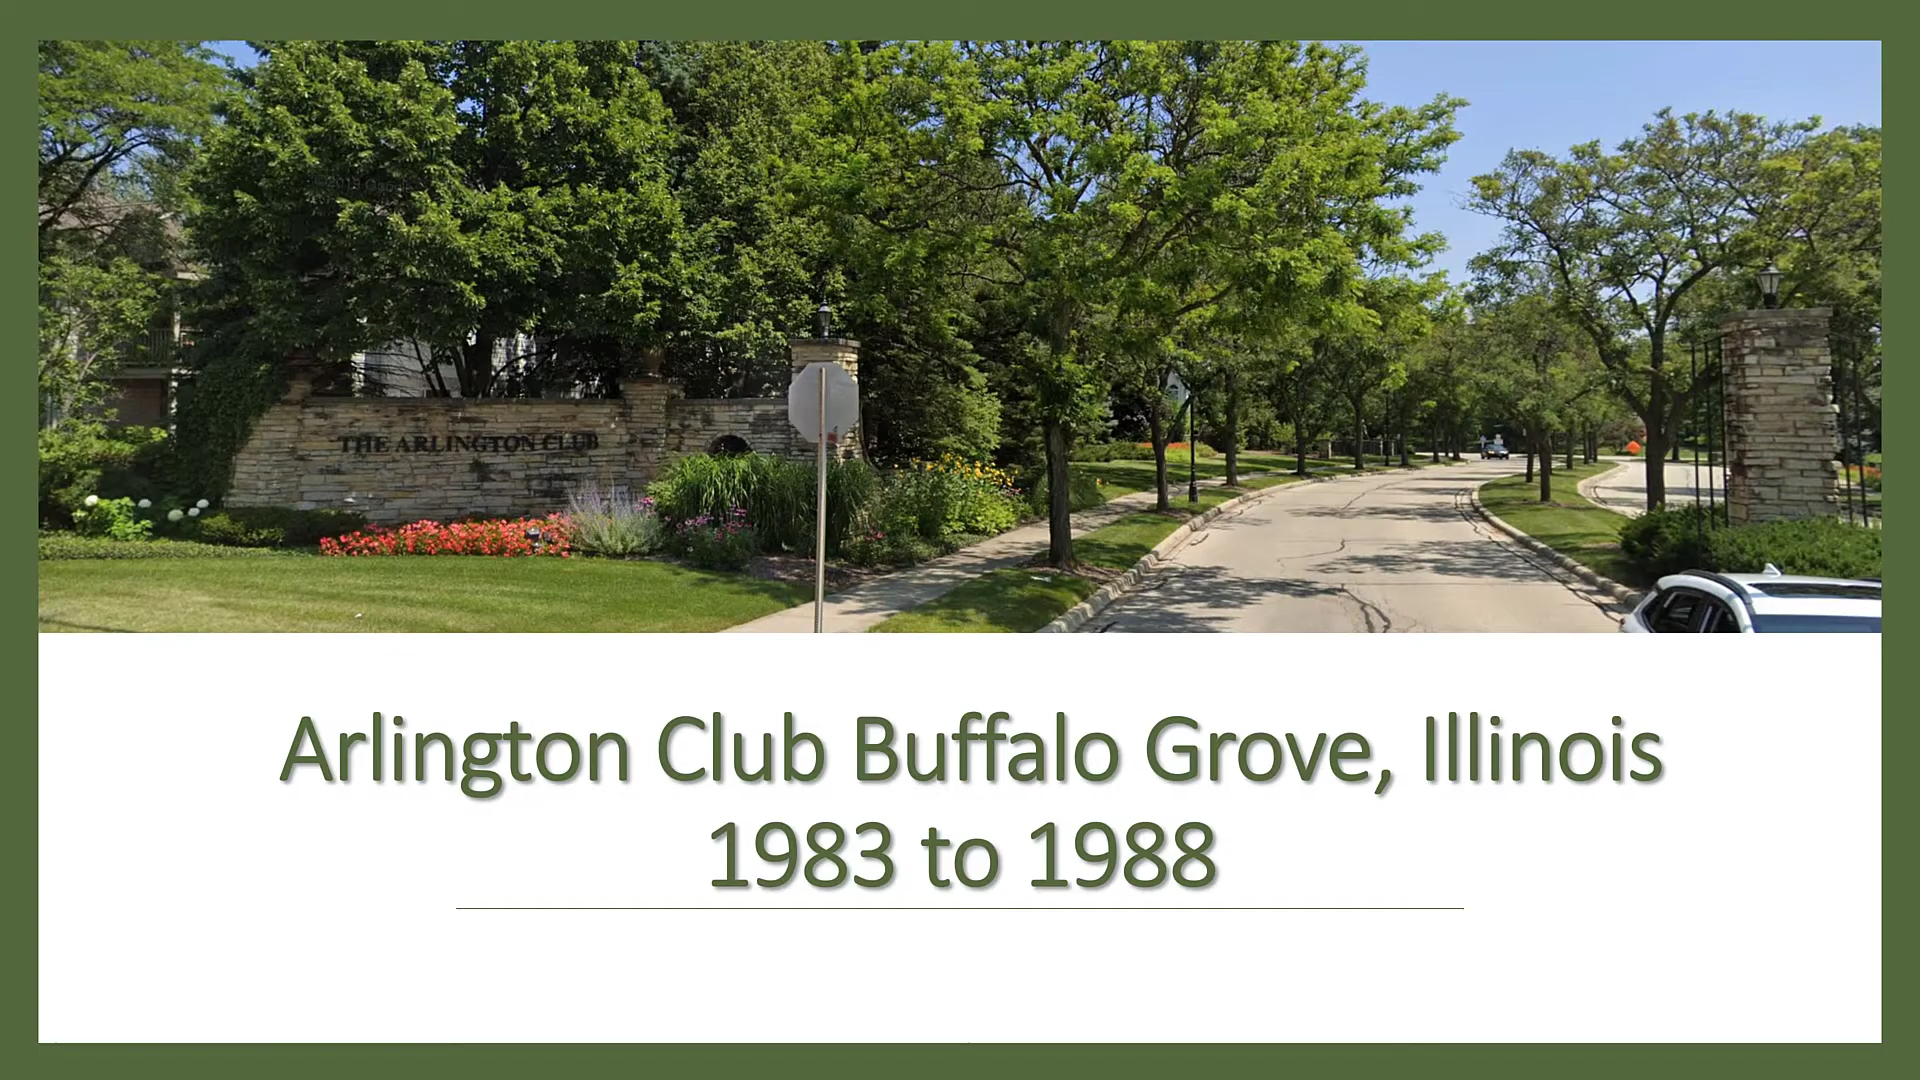 THE ARLINGTON CLUB
Arlington Club Buffalo Grove, Illinois
1983 to 1988